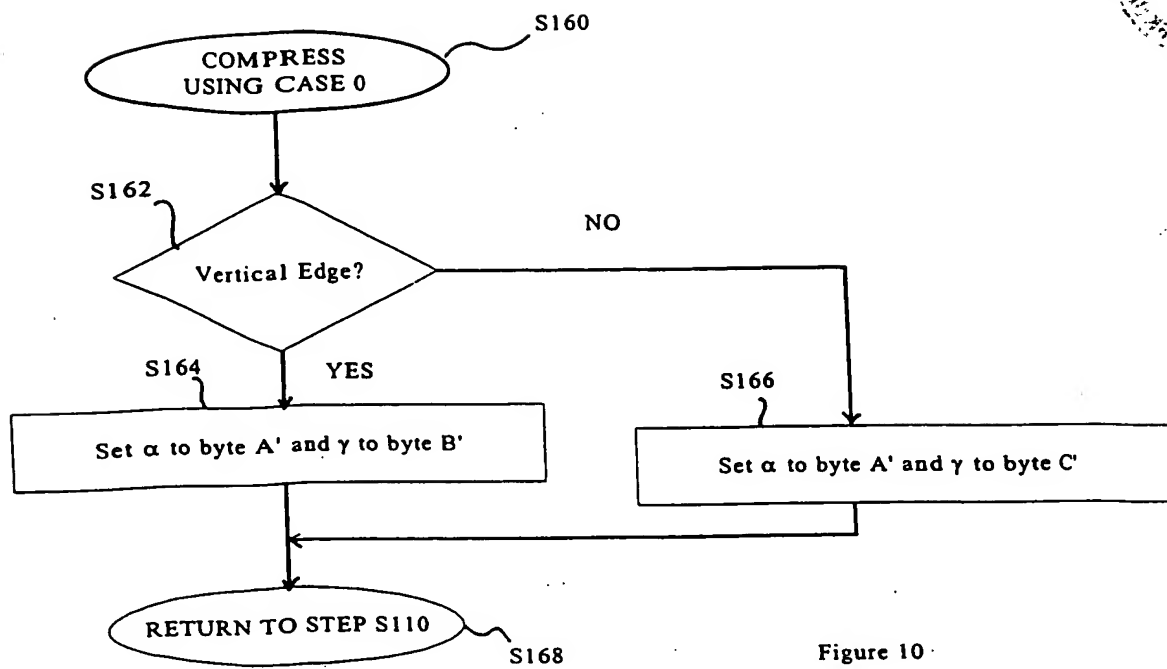 S160
COMPRESS
USING CASE 0
S162
NO
Vertical Edge?
S164
YES
S166
Set α to byte A' and γ to byte B'
Set α to byte A' and γ to byte C'
RETURN TO STEP S110
S168
Figure 10